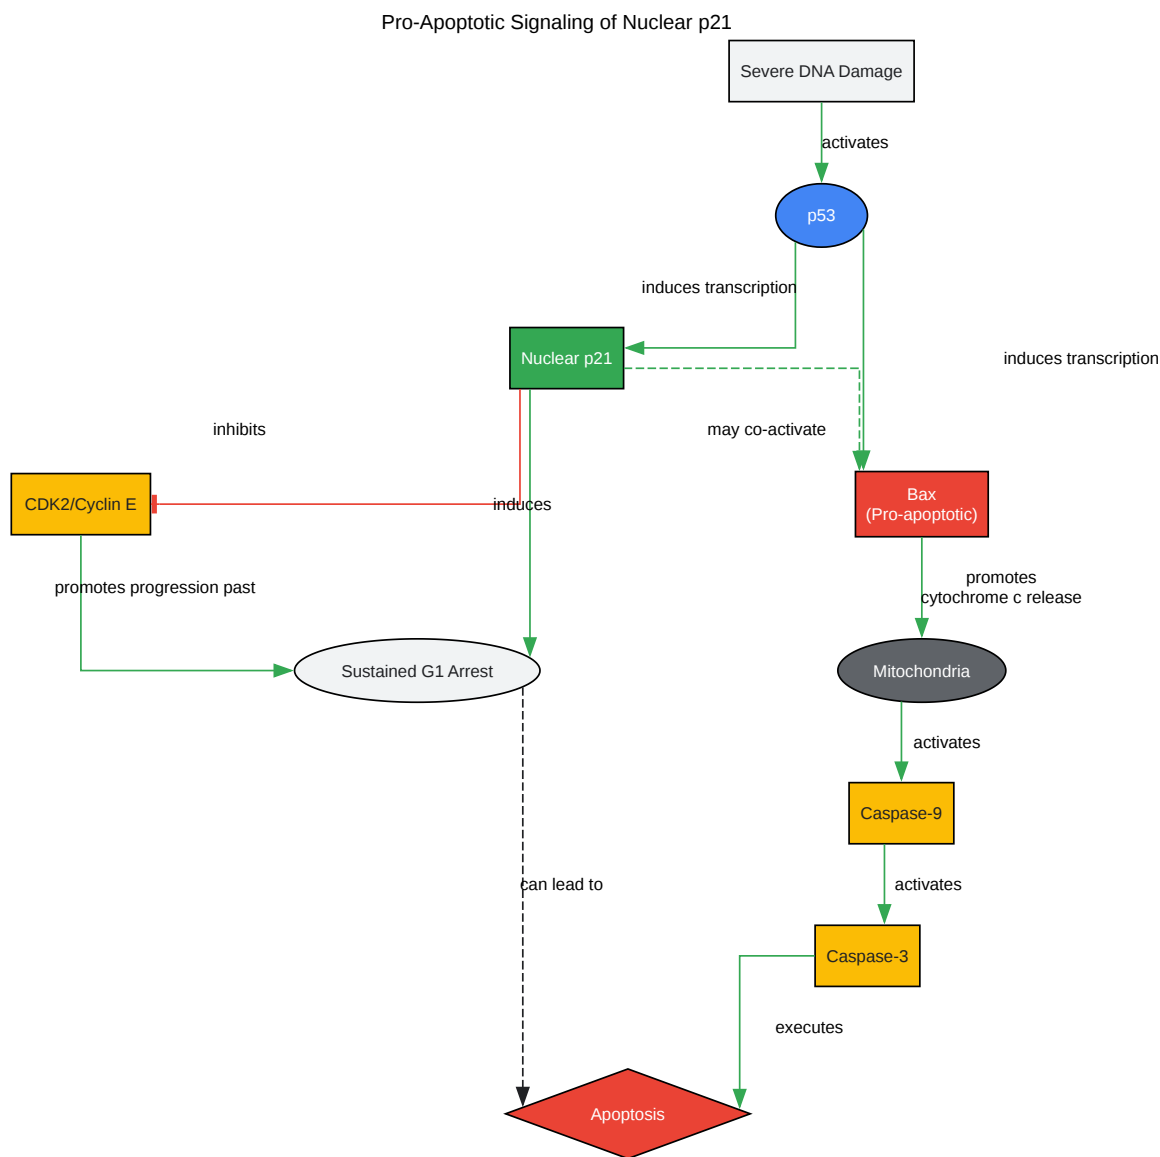 Pro-Apoptotic Signaling of Nuclear p21
Severe DNA Damage
activates
p53
induces transcription
Nuclear p21
induces transcription
inhibits
may co-activate
CDK2/Cyclin E
induces
Bax
(Pro-apoptotic)
promotes progression past
promotes
cytochrome c release
Sustained G1 Arrest
Mitochondria
activates
Caspase-9
can lead to
activates
Caspase-3
executes
Apoptosis